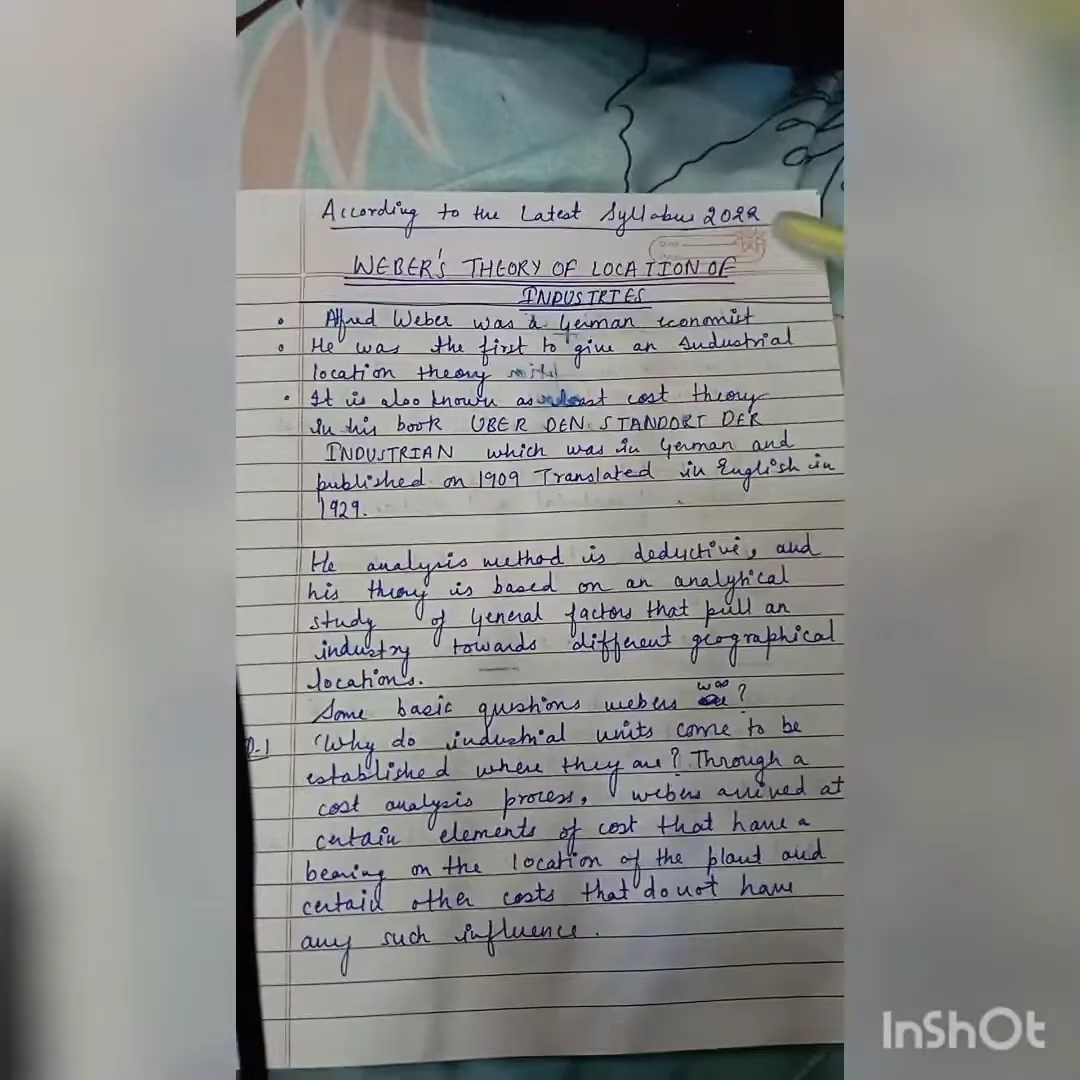 According to the Latest Syllabus 2022
WEBER'S THEORY OF LOCATION OF
INDUSTRIES
• Alfred Weber was a German economist
• He was the first to give an Industrial
location theory
• It is also known as least cost theory
in his book UBER DEN STANDORT DER
INDUSTRIAN which was in German and
published on 1909 Translated in English in
1929.
He analysis method is deductive, and
his theory is based on an analytical
study of General factors that pull an
industry towards different geographical
locations.
Some basic questions webers was ?
Q-1 'Why do industrial units come to be
established where they are? Through a
cost analysis process, webers arrived at
certain elements of cost that have a
bearing on the location of the plant and
certain other costs that do not have
any such influence.
InShOt